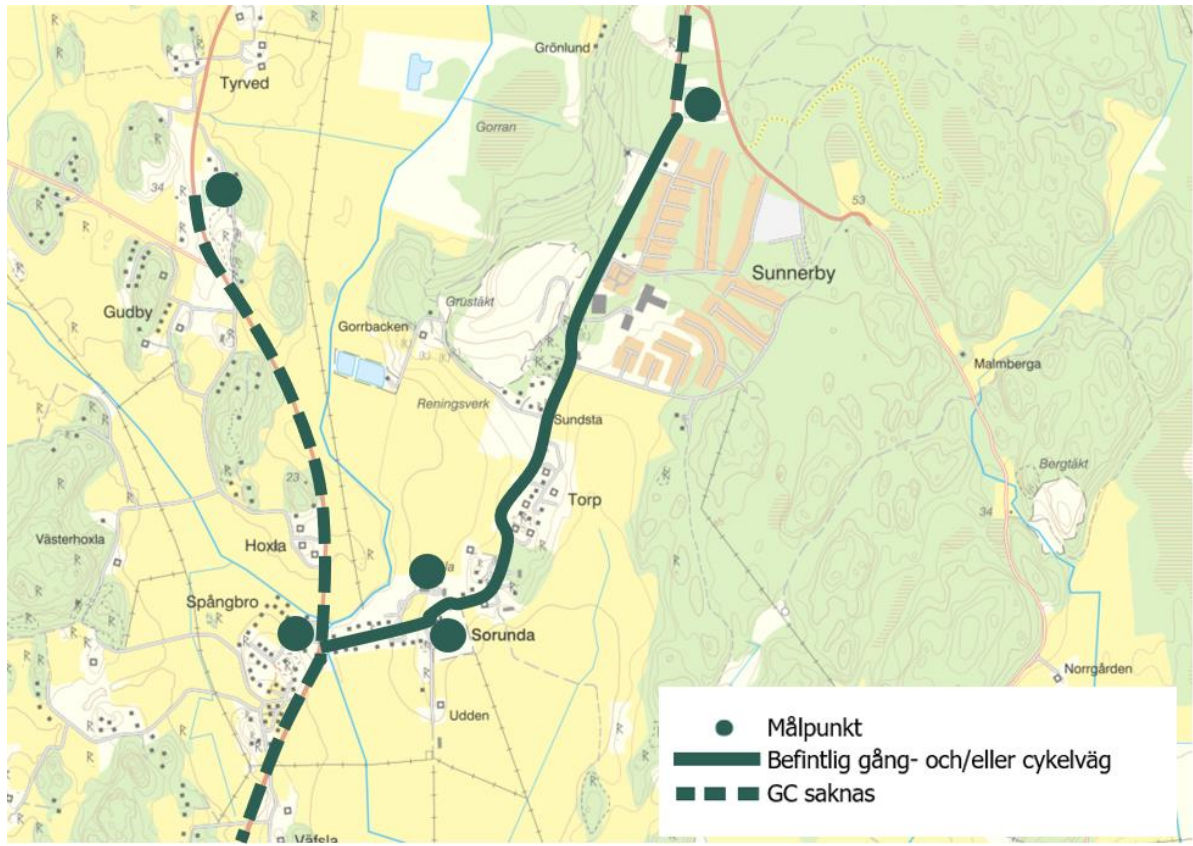 Grönlund
Tyrved
Gorran
34
53
Sunnerby
Gudby
Grustäkt
Gorrbacken
Malmberga
Reningsverk
Sundsta
Bergtäkt
23
Torp
34
Västerhoxla
Hoxla
Spångbro
Sorunda
Norrgården
Udden
Målpunkt
Befintlig gång- och/eller cykelväg
GC saknas
Väfsla